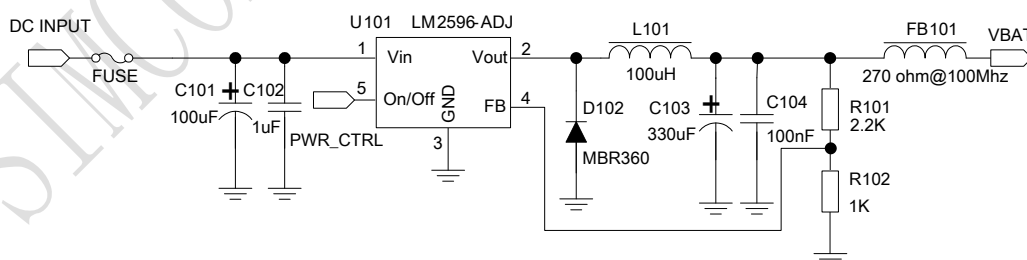 DC INPUT
FUSE
C101
100uF
C102
1uF
PWR_CTRL
U101 LM2596-ADJ
1
5
Vin
On/Off
GND
3
Vout
FB
2
4
D102
MBR360
L101
100uH
C103
330uF
C104
100nF
FB101
270 ohm@100Mhz
VBAT
R101
2.2K
R102
1K